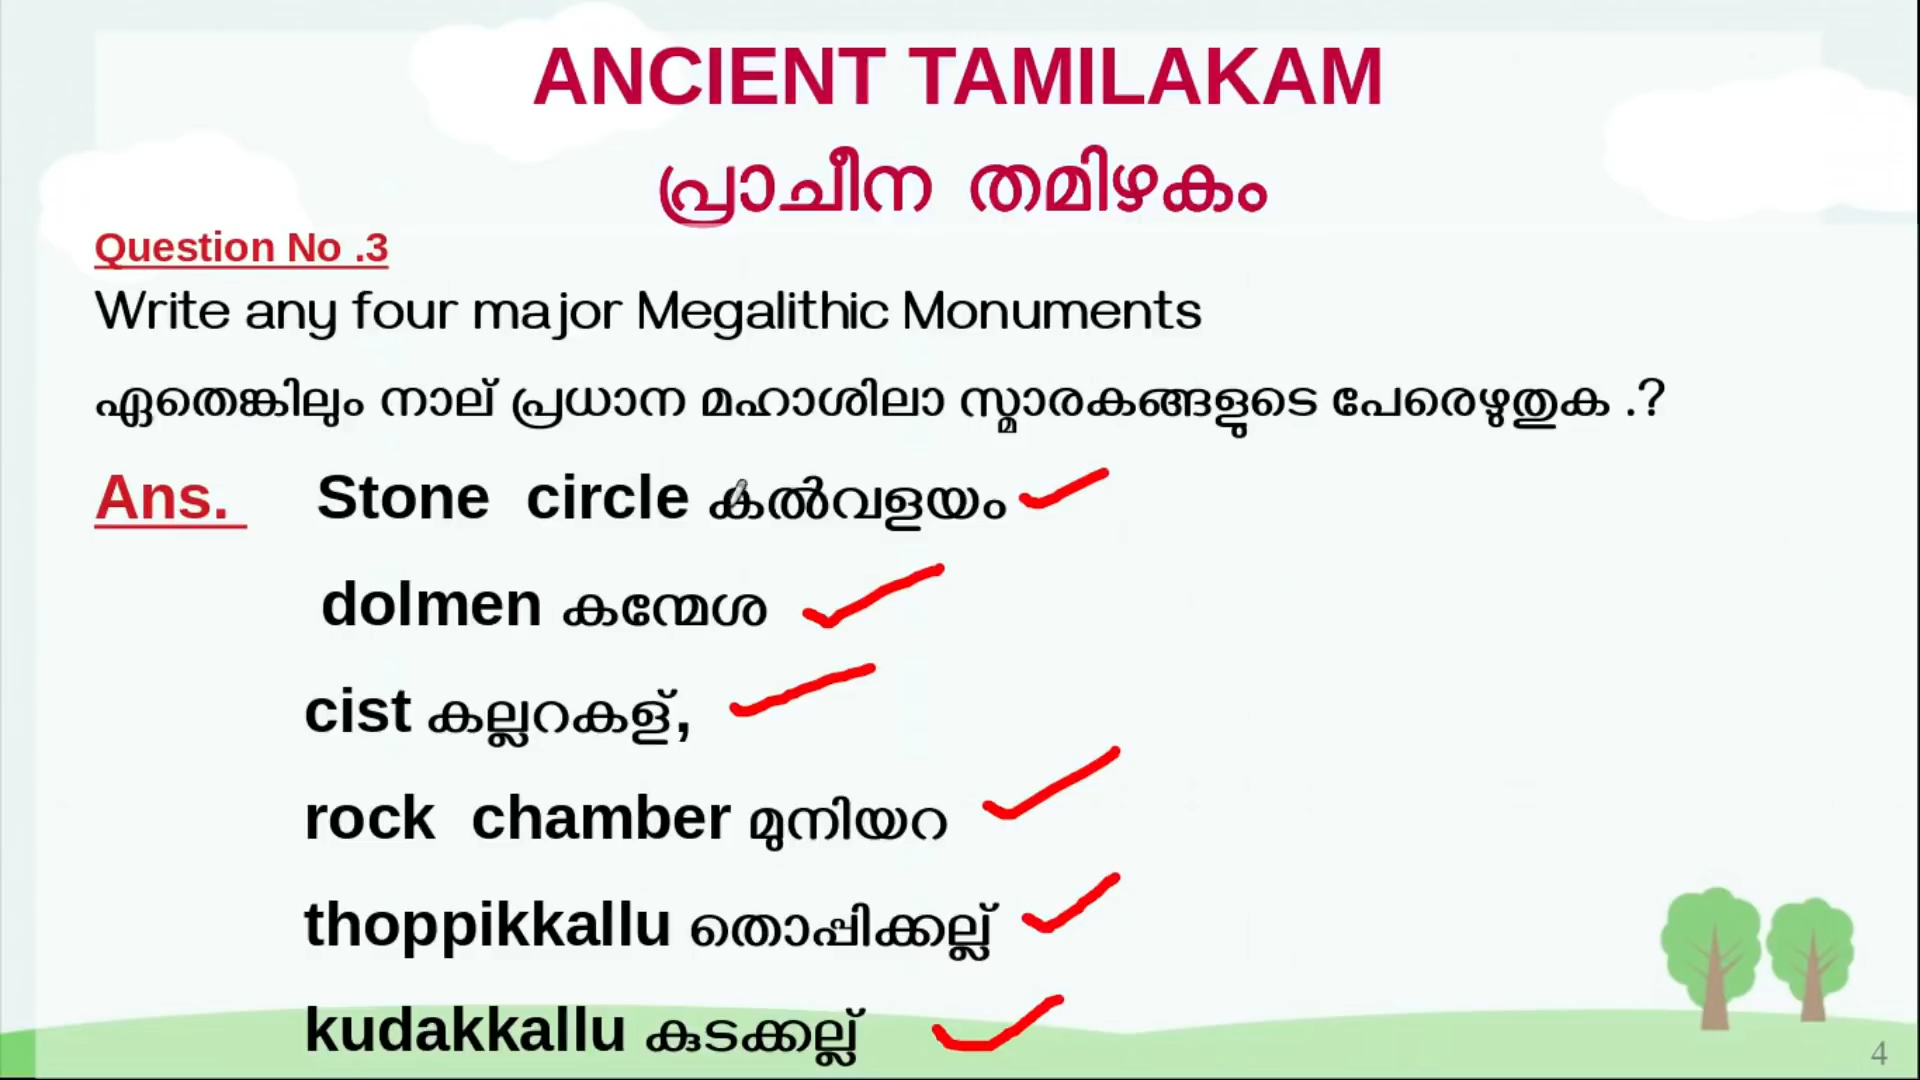 ANCIENT TAMILAKAM
പ്രാചീന തമിഴകം
Question No .3
Write any four major Megalithic Monuments
ഏതെങ്കിലും നാല് പ്രധാന മഹാശിലാ സ്മാരകങ്ങളുടെ പേരെഴുതുക .?
Ans. Stone circle കൽവളയം
dolmen കന്മേശ
cist കല്ലറകള്,
rock chamber മുനിയറ
thoppikkallu തൊപ്പിക്കല്ല്
kudakkallu കുടക്കല്ല്
4